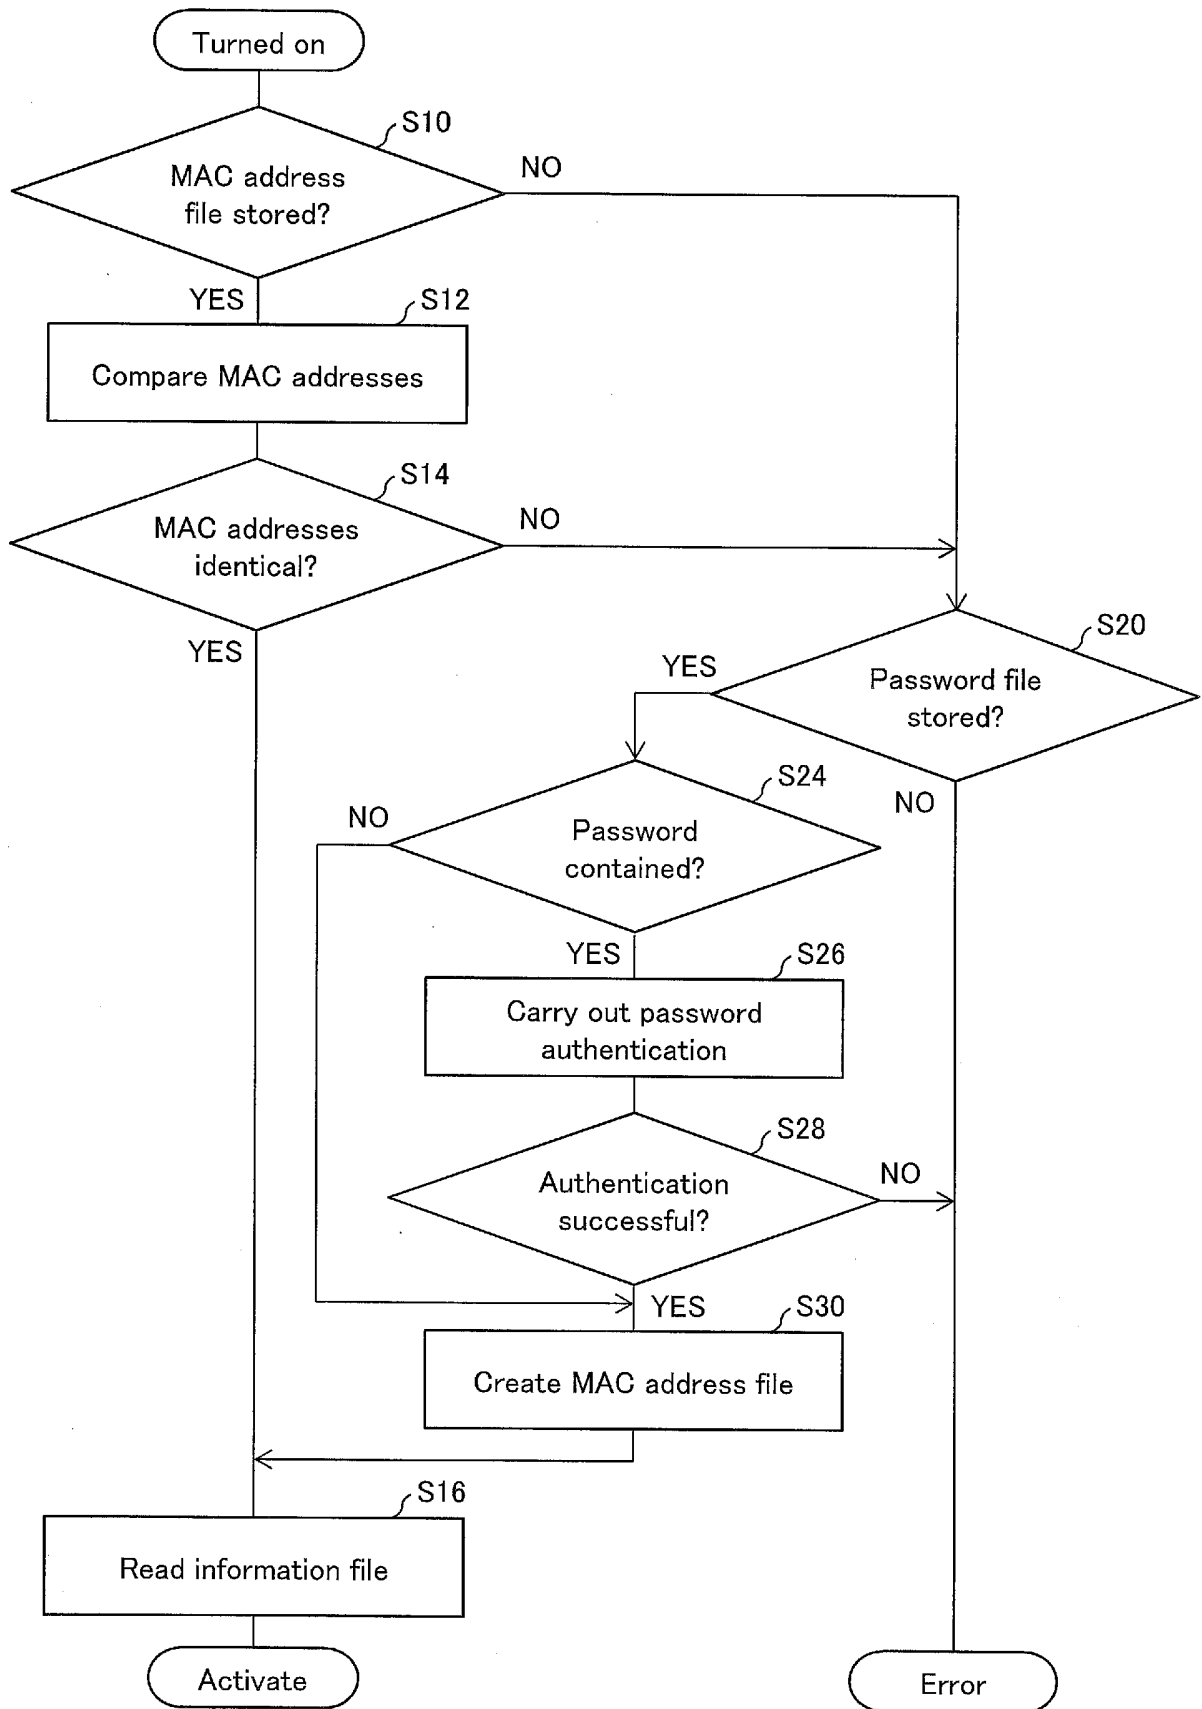 Turned on
S10
MAC address
file stored?
NO
YES
S12
Compare MAC addresses
S14
MAC addresses
identical?
NO
YES
S20
Password file
stored?
YES
NO
S24
Password
contained?
NO
YES
S26
Carry out password
authentication
S28
Authentication
successful?
NO
YES
S30
Create MAC address file
S16
Read information file
Activate
Error